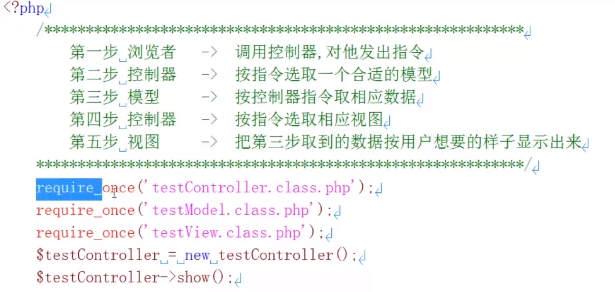 <?php
/************************************************************
第一步 浏览者 -> 调用控制器,对他发出指令
第二步 控制器 -> 按指令选取一个合适的模型
第三步 模型 -> 按控制器指令取相应数据
第四步 控制器 -> 按指令选取相应视图
第五步 视图 -> 把第三步取到的数据按用户想要的样子显示出来
************************************************************/
require_once('testController.class.php');
require_once('testModel.class.php');
require_once('testView.class.php');
$testController = new testController();
$testController->show();